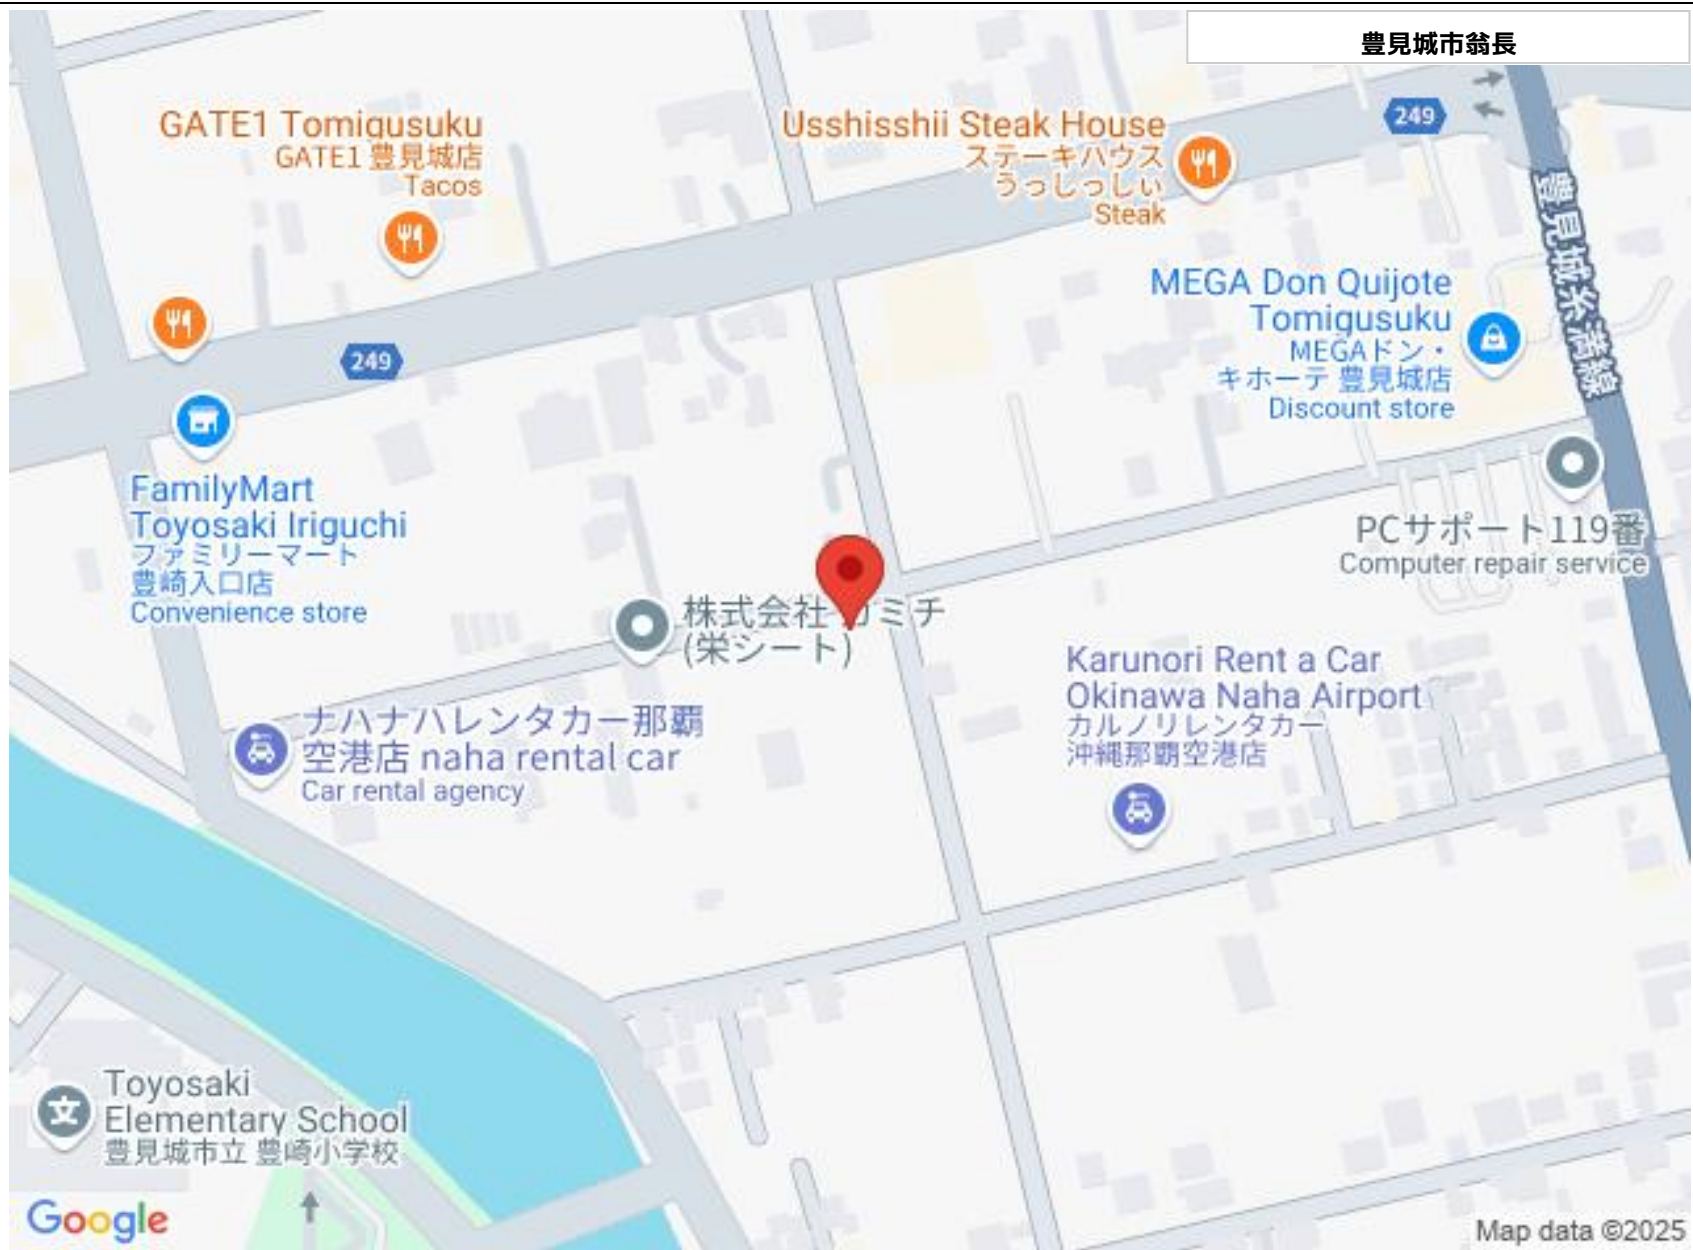 豊見城市翁長
249
GATE1 Tomigusuku
GATE1 豊見城店
Tacos
Usshisshii Steak House
ステーキハウス
うっしっしぃ
Steak
豊見城糸満線
MEGA Don Quijote
Tomigusuku
MEGAドン・
キホーテ 豊見城店
Discount store
249
FamilyMart
Toyosaki Iriguchi
ファミリーマート
豊崎入口店
Convenience store
PCサポート119番
Computer repair service
株式会社 ミチ
(栄シート)
Karunori Rent a Car
Okinawa Naha Airport
カルノリレンタカー
沖縄那覇空港店
ナハナハレンタカー那覇
空港店 naha rental car
Car rental agency
文
Toyosaki
Elementary School
豊見城市立 豊崎小学校
Google
Map data ©2025